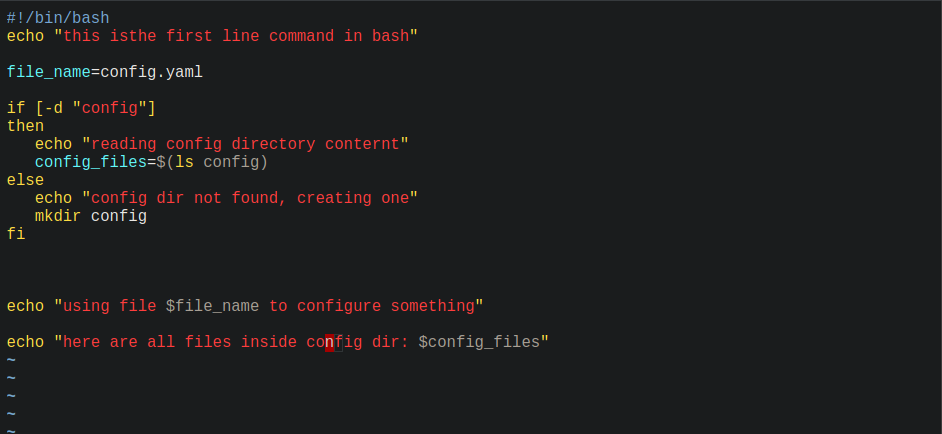 #!/bin/bash
echo "this isthe first line command in bash"
file_name=config.yaml
if [-d "config"]
then
   echo "reading config directory conternt"
   config_files=$(ls config)
else
   echo "config dir not found, creating one"
   mkdir config
fi
echo "using file $file_name to configure something"
echo "here are all files inside config dir: $config_files"
~
~
~
~
~